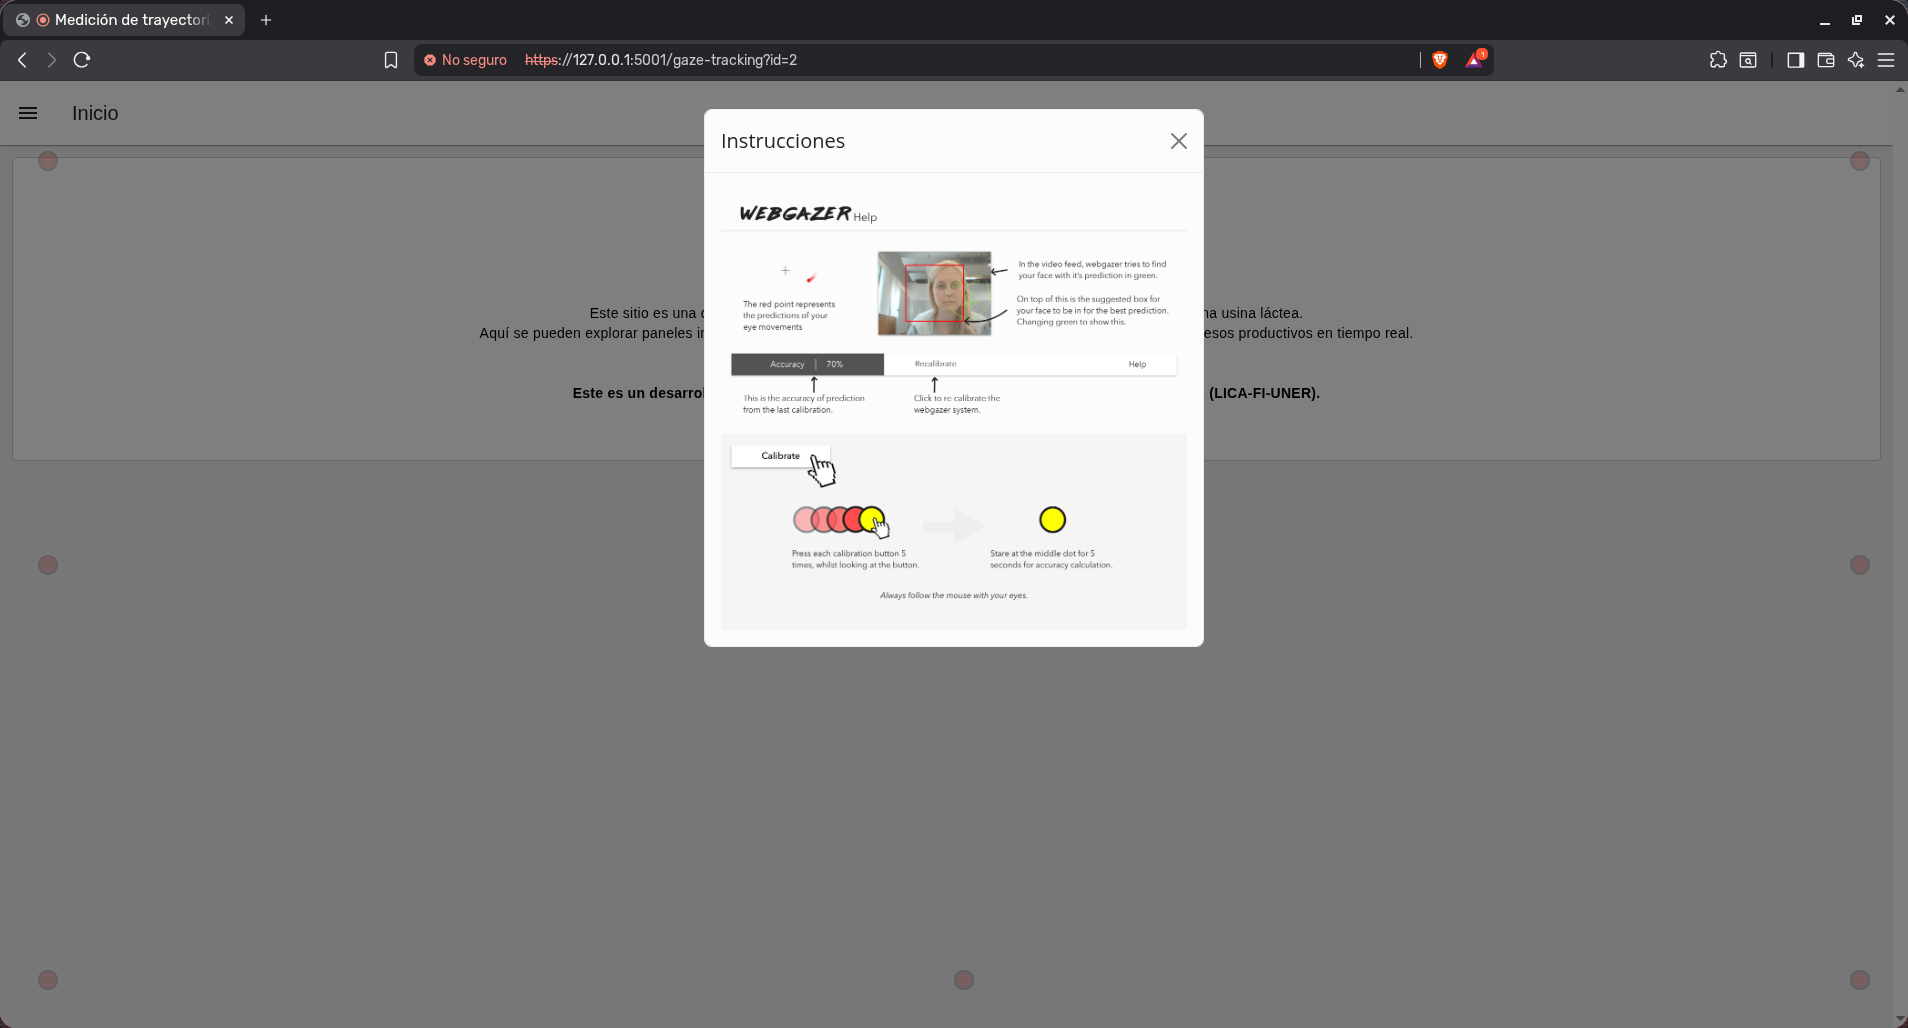 Medición de trayectori
No seguro https://127.0.0.1:5001/gaze-tracking?id=2
1
Inicio
Instrucciones
WEBGAZER Help
The red point represents
the predictions of your
eye movements
In the video feed, webgazer tries to find
your face with it's prediction in green.
On top of this is the suggested box for
your face to be in for the best prediction.
Changing green to show this.
Accuracy | 70% Recalibrate Help
This is the accuracy of prediction
from the last calibration.
Click to re-calibrate the
webgazer system.
Calibrate
Press each calibration button 5
times, whilst looking at the button.
Stare at the middle dot for 5
seconds for accuracy calculation.
Always follow the mouse with your eyes.
Este sitio es una
na usina láctea.
Aquí se pueden explorar paneles
esos productivos en tiempo real.
Este es un desarrol
(LICA-FI-UNER).